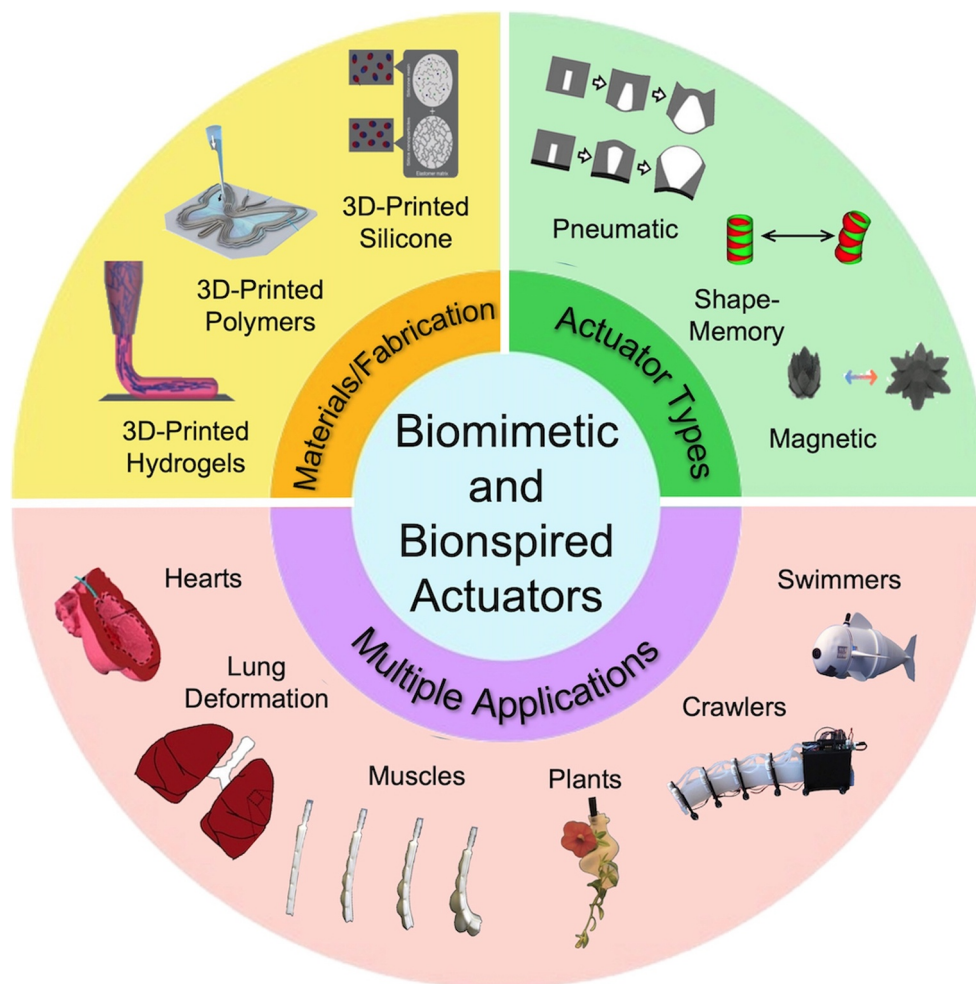 3D-Printed
Silicone
3D-Printed
Polymers
3D-Printed
Hydrogels
Materials/Fabrication
Pneumatic
Shape-
Memory
Magnetic
Actuator Types
Biomimetic
and
Bionspired
Actuators
Multiple Applications
Hearts
Lung
Deformation
Muscles
Plants
Crawlers
Swimmers